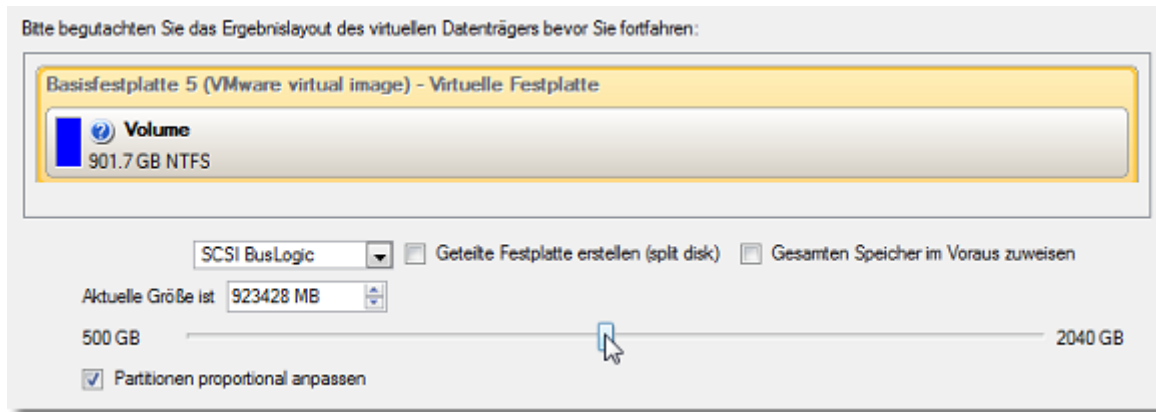 Bitte begutachten Sie das Ergebnislayout des virtuellen Datenträgers bevor Sie fortfahren:
Basisfestplatte 5 (VMware virtual image) - Virtuelle Festplatte
Volume
901.7 GB NTFS
SCSI BusLogic Geteilte Festplatte erstellen (split disk) Gesamten Speicher im Voraus zuweisen
Aktuelle Größe ist 923428 MB
500 GB 2040 GB
Partitionen proportional anpassen